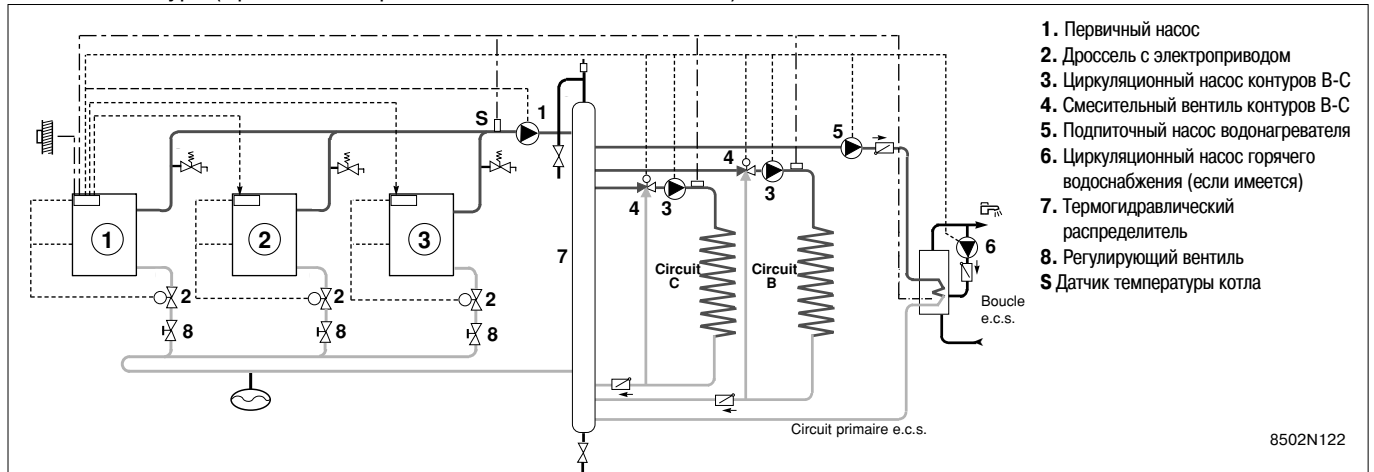 1. Первичный насос
2. Дроссель с электроприводом
3. Циркуляционный насос контуров В-С
4. Смесительный вентиль контуров В-С
5. Подпиточный насос водонагревателя
6. Циркуляционный насос горячего
водоснабжения (если имеется)
7. Термогидравлический
распределитель
8. Регулирующий вентиль
S Датчик температуры котла
S
1
5
4
3
4
3
6
7
1
2
3
2
2
2
8
8
8
Circuit
C
Circuit
B
Boucle
e.c.s.
Circuit primaire e.c.s.
8502N122